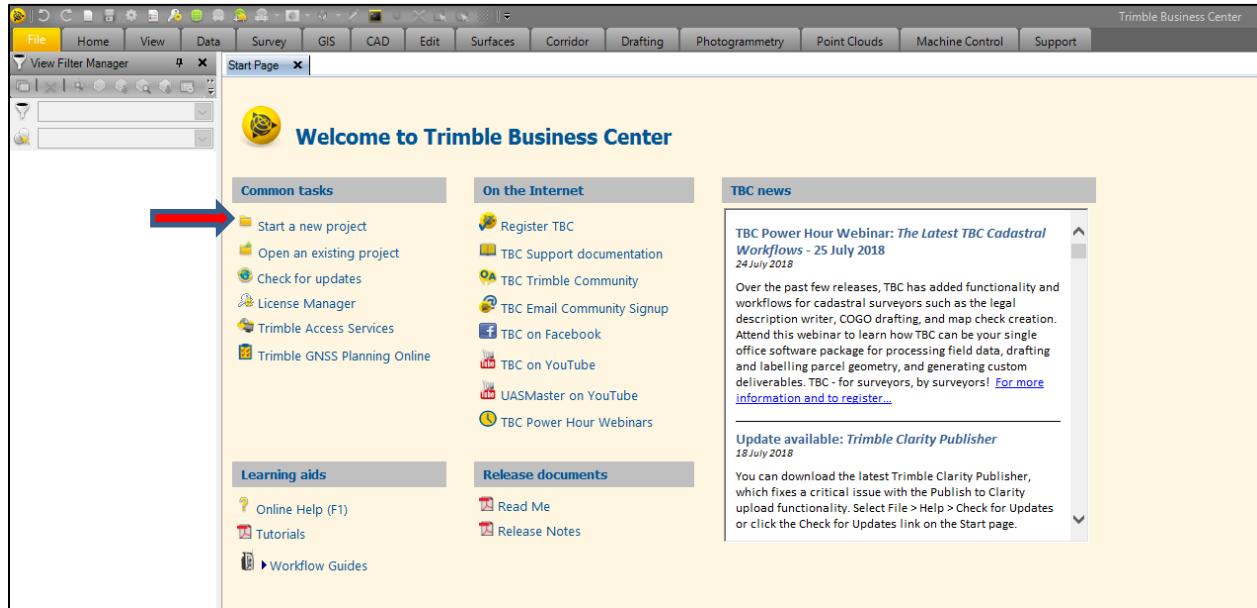 Trimble Business Center
File Home View Data Survey GIS CAD Edit Surfaces Corridor Drafting Photogrammetry Point Clouds Machine Control Support
View Filter Manager
Start Page
Welcome to Trimble Business Center
Common tasks
Start a new project
Open an existing project
Check for updates
License Manager
Trimble Access Services
Trimble GNSS Planning Online
On the Internet
Register TBC
TBC Support documentation
TBC Trimble Community
TBC Email Community Signup
TBC on Facebook
TBC on YouTube
UASMaster on YouTube
TBC Power Hour Webinars
TBC news
TBC Power Hour Webinar: The Latest TBC Cadastral
Workflows - 25 July 2018
24 July 2018
Over the past few releases, TBC has added functionality and
workflows for cadastral surveyors such as the legal
description writer, COGO drafting, and map check creation.
Attend this webinar to learn how TBC can be your single
office software package for processing field data, drafting
and labelling parcel geometry, and generating custom
deliverables. TBC - for surveyors, by surveyors! For more
information and to register...
Update available: Trimble Clarity Publisher
18 July 2018
You can download the latest Trimble Clarity Publisher,
which fixes a critical issue with the Publish to Clarity
upload functionality. Select File > Help > Check for Updates
or click the Check for Updates link on the Start page.
Learning aids
Online Help (F1)
Tutorials
Workflow Guides
Release documents
Read Me
Release Notes